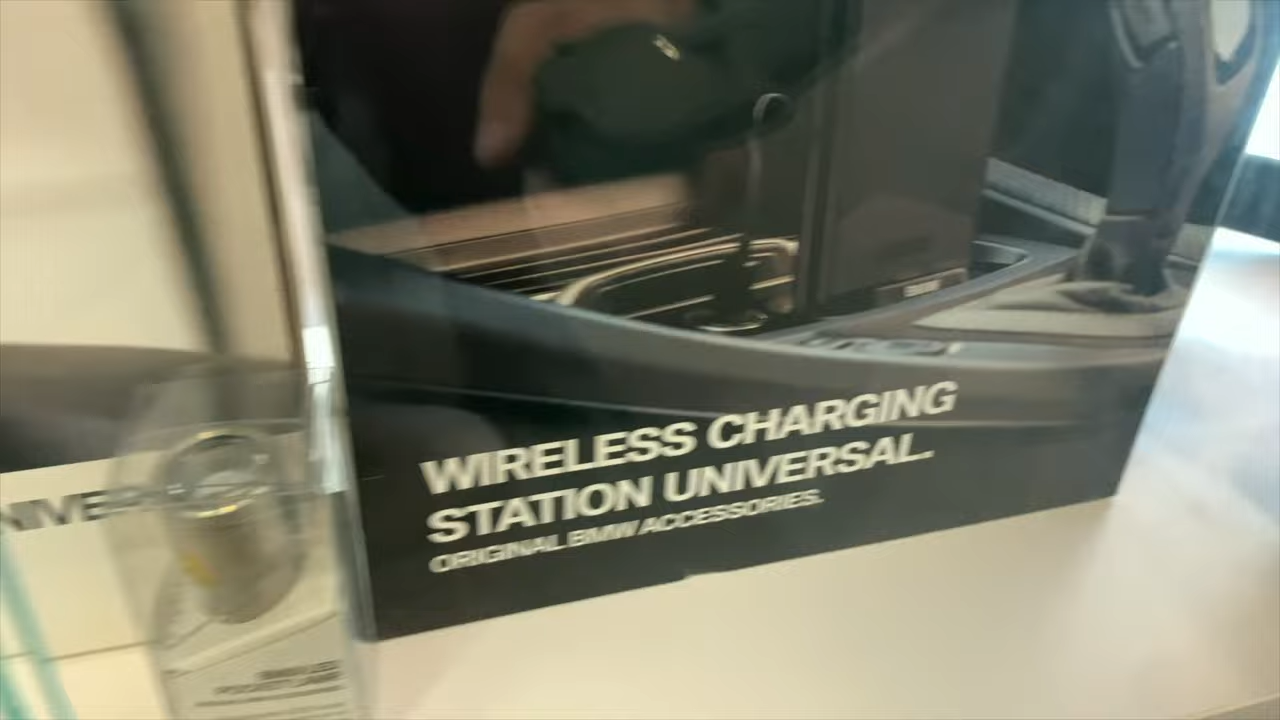 WIRELESS CHARGING
STATION UNIVERSAL.
ORIGINAL BMW ACCESSORIES.